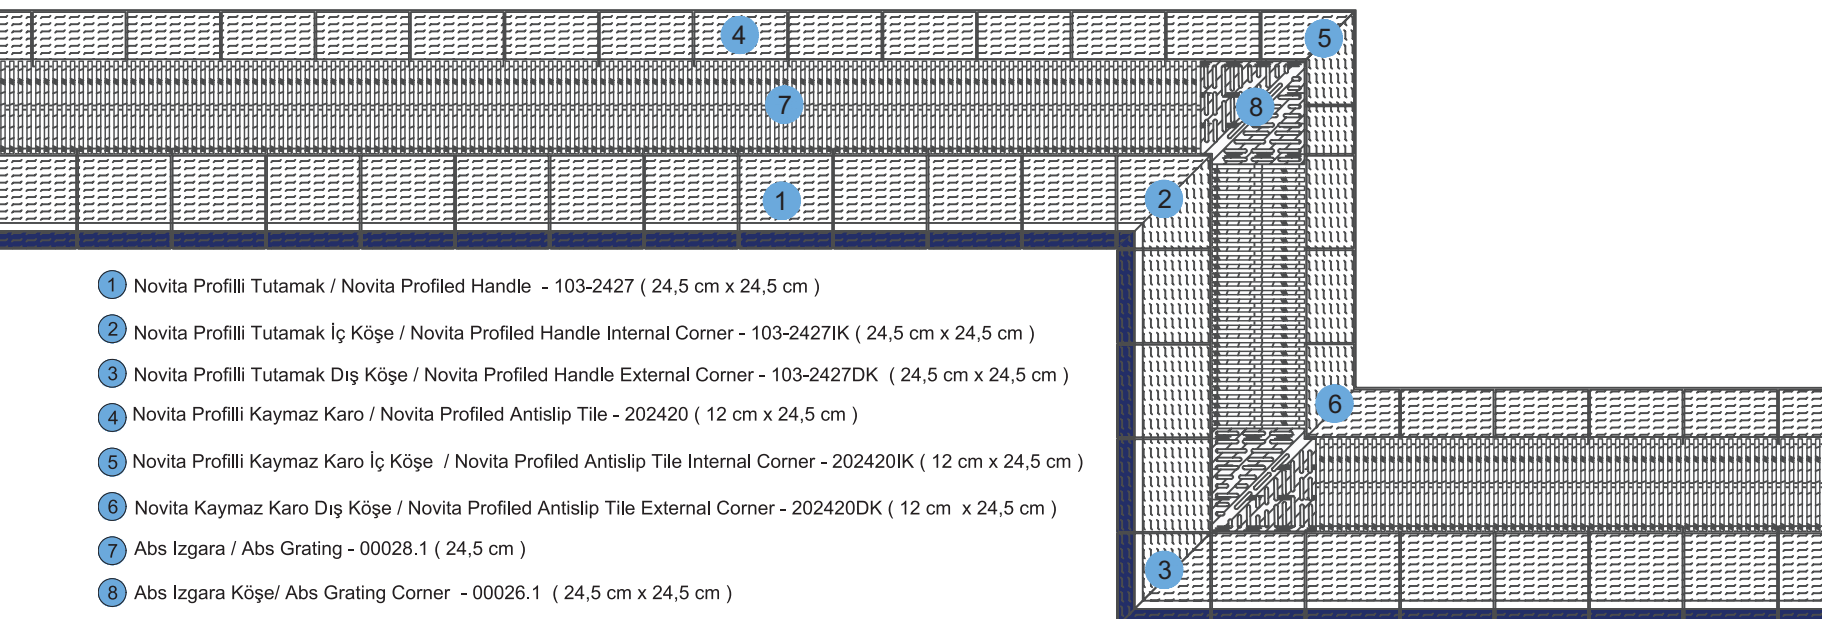 4
5
7
8
1
2
1 Novita Profilli Tutamak / Novita Profiled Handle - 103-2427 ( 24,5 cm x 24,5 cm )
2 Novita Profilli Tutamak İç Köşe / Novita Profiled Handle Internal Corner - 103-2427IK ( 24,5 cm x 24,5 cm )
3 Novita Profilli Tutamak Dış Köşe / Novita Profiled Handle External Corner - 103-2427DK ( 24,5 cm x 24,5 cm )
4 Novita Profilli Kaymaz Karo / Novita Profiled Antislip Tile - 202420 ( 12 cm x 24,5 cm )
6
5 Novita Profilli Kaymaz Karo İç Köşe / Novita Profiled Antislip Tile Internal Corner - 202420IK ( 12 cm x 24,5 cm )
6 Novita Kaymaz Karo Dış Köşe / Novita Profiled Antislip Tile External Corner - 202420DK ( 12 cm x 24,5 cm )
7 Abs Izgara / Abs Grating - 00028.1 ( 24,5 cm )
3
8 Abs Izgara Köşe/ Abs Grating Corner - 00026.1 ( 24,5 cm x 24,5 cm )